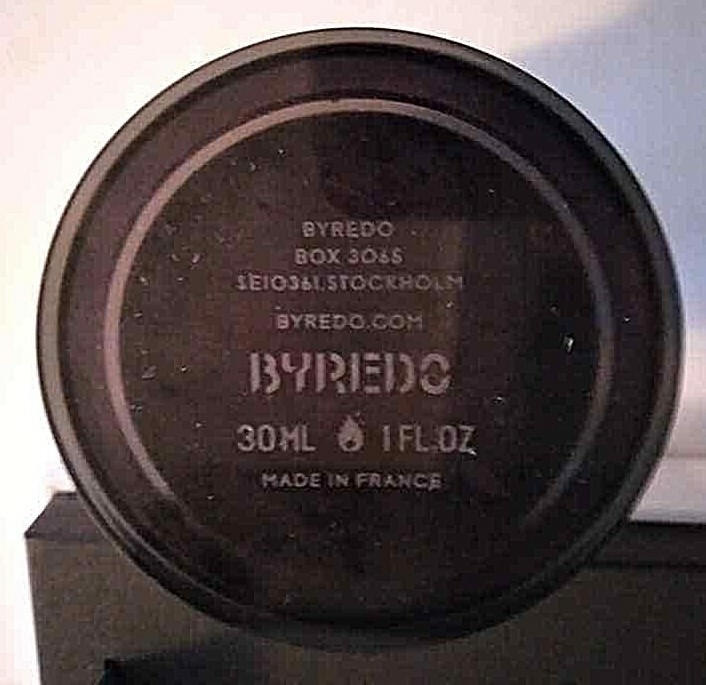 BYREDO
BOX 3065
SE10361.STOCKHOLM
BYREDO.COM
BYREDO
30ML 1 FL.OZ
MADE IN FRANCE